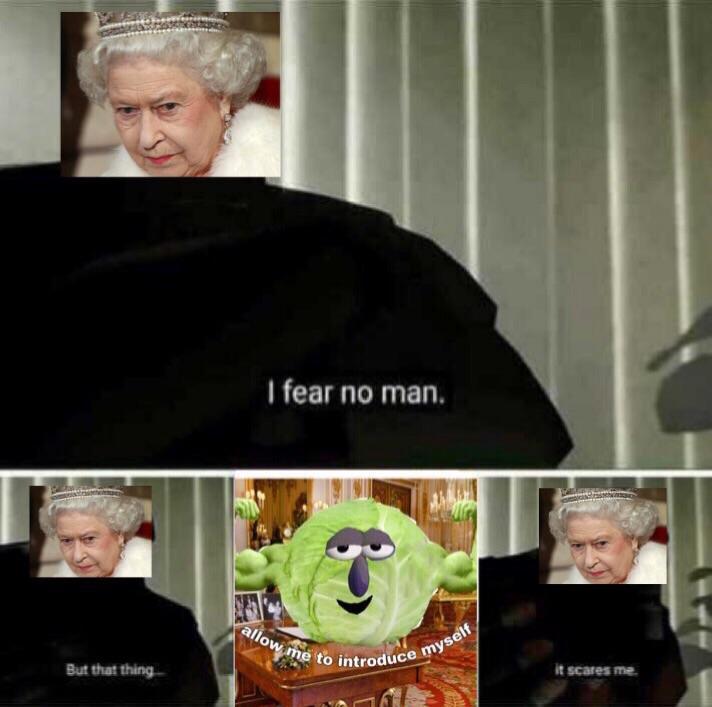 I fear no man.
But that thing...
allow me to introduce myself
it scares me.